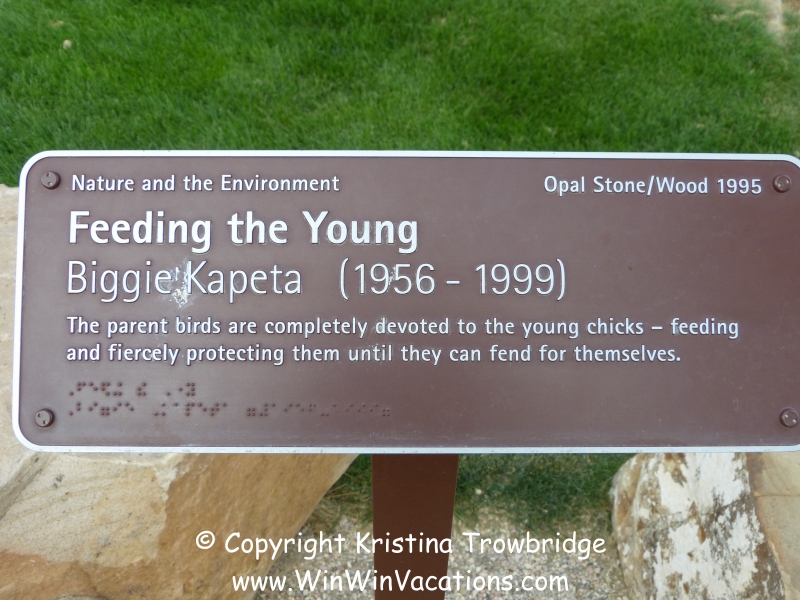 Nature and the Environment
Opal Stone/Wood 1995
Feeding the Young
Biggie Kapeta (1956 - 1999)
The parent birds are completely devoted to the young chicks – feeding
and fiercely protecting them until they can fend for themselves.
© Copyright Kristina Trowbridge
www.WinWinVacations.com